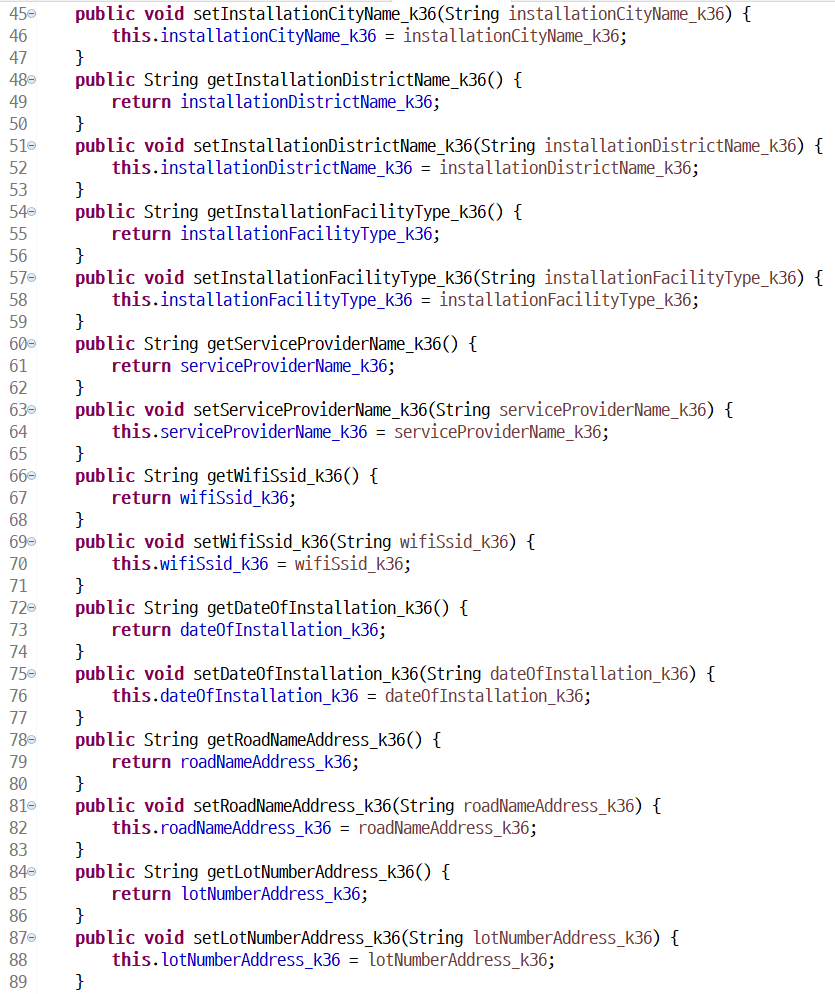 45 public void setInstallationCityName_k36(String installationCityName_k36) {
46 this.installationCityName_k36 = installationCityName_k36;
47 }
48 public String getInstallationDistrictName_k36() {
49 return installationDistrictName_k36;
50 }
51 public void setInstallationDistrictName_k36(String installationDistrictName_k36) {
52 this.installationDistrictName_k36 = installationDistrictName_k36;
53 }
54 public String getInstallationFacilityType_k36() {
55 return installationFacilityType_k36;
56 }
57 public void setInstallationFacilityType_k36(String installationFacilityType_k36) {
58 this.installationFacilityType_k36 = installationFacilityType_k36;
59 }
60 public String getServiceProviderName_k36() {
61 return serviceProviderName_k36;
62 }
63 public void setServiceProviderName_k36(String serviceProviderName_k36) {
64 this.serviceProviderName_k36 = serviceProviderName_k36;
65 }
66 public String getWifiSsid_k36() {
67 return wifiSsid_k36;
68 }
69 public void setWifiSsid_k36(String wifiSsid_k36) {
70 this.wifiSsid_k36 = wifiSsid_k36;
71 }
72 public String getDateOfInstallation_k36() {
73 return dateOfInstallation_k36;
74 }
75 public void setDateOfInstallation_k36(String dateOfInstallation_k36) {
76 this.dateOfInstallation_k36 = dateOfInstallation_k36;
77 }
78 public String getRoadNameAddress_k36() {
79 return roadNameAddress_k36;
80 }
81 public void setRoadNameAddress_k36(String roadNameAddress_k36) {
82 this.roadNameAddress_k36 = roadNameAddress_k36;
83 }
84 public String getLotNumberAddress_k36() {
85 return lotNumberAddress_k36;
86 }
87 public void setLotNumberAddress_k36(String lotNumberAddress_k36) {
88 this.lotNumberAddress_k36 = lotNumberAddress_k36;
89 }